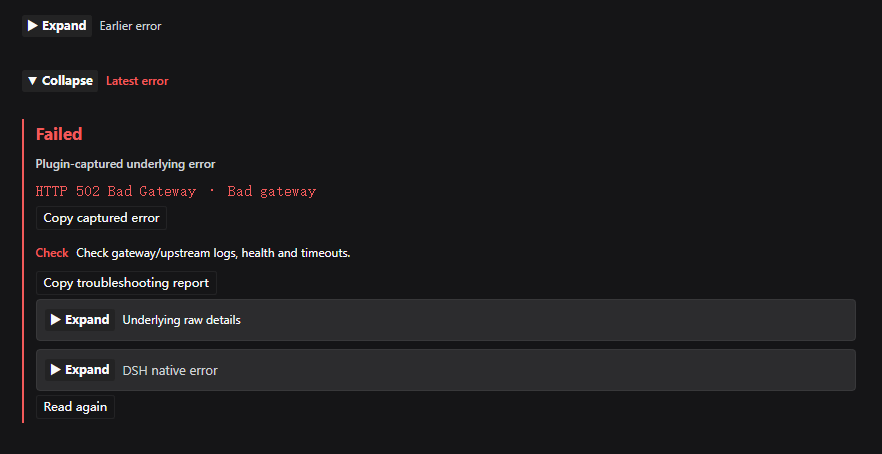 ▶ Expand Earlier error
▼ Collapse Latest error
Failed
Plugin-captured underlying error
HTTP 502 Bad Gateway · Bad gateway
Copy captured error
Check Check gateway/upstream logs, health and timeouts.
Copy troubleshooting report
▶ Expand Underlying raw details
▶ Expand DSH native error
Read again